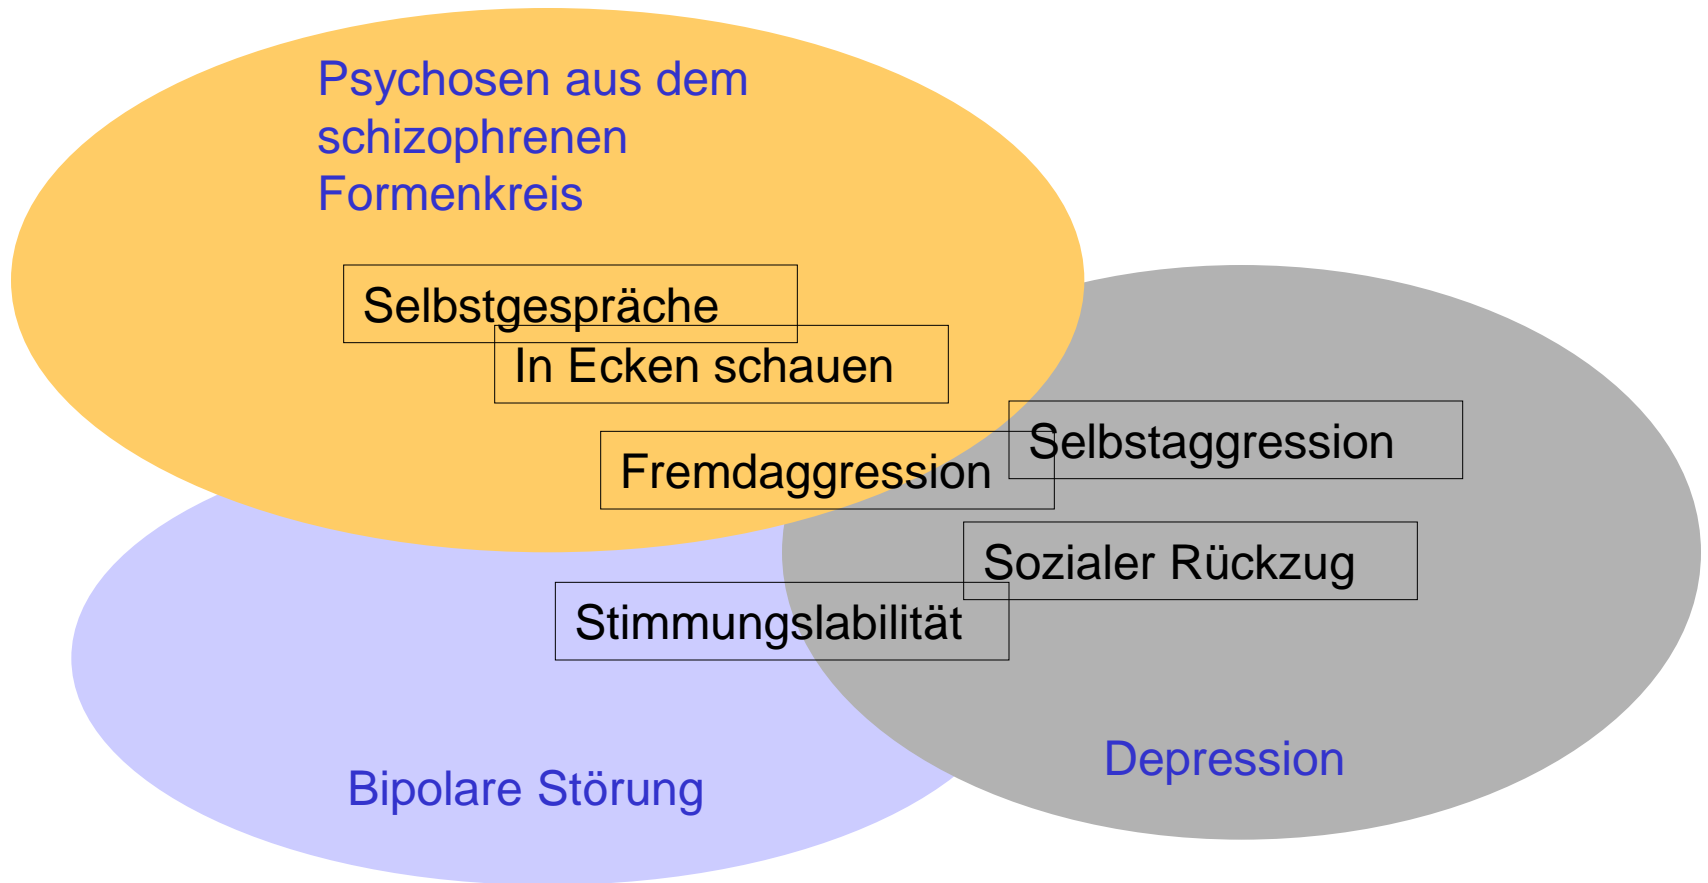 Psychosen aus dem
schizophrenen
Formenkreis
Selbstgespräche
In Ecken schauen
Selbstaggression
Fremdaggression
Sozialer Rückzug
Stimmungslabilität
Depression
Bipolare Störung